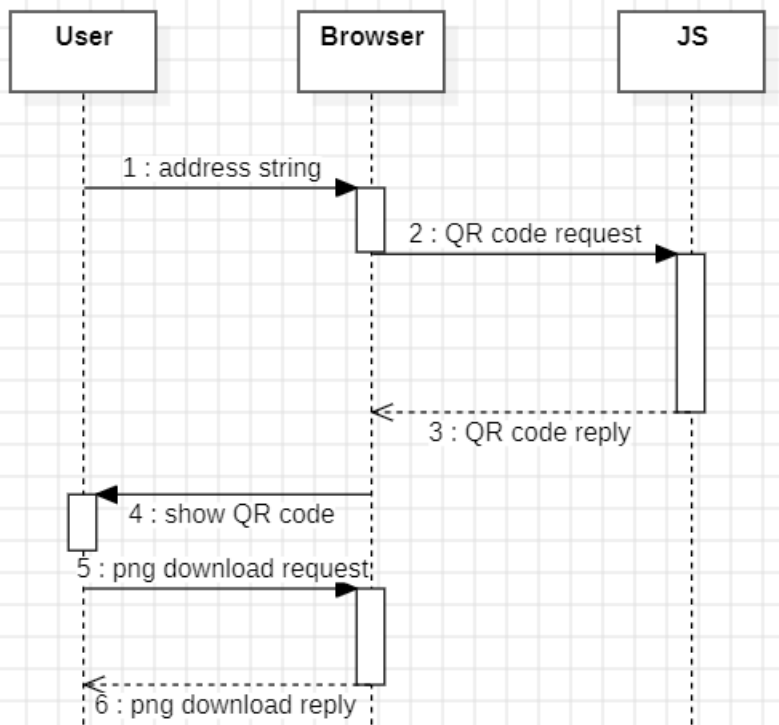 User
Browser
JS
1 : address string
2 : QR code request
3 : QR code reply
4 : show QR code
5 : png download request
6 : png download reply